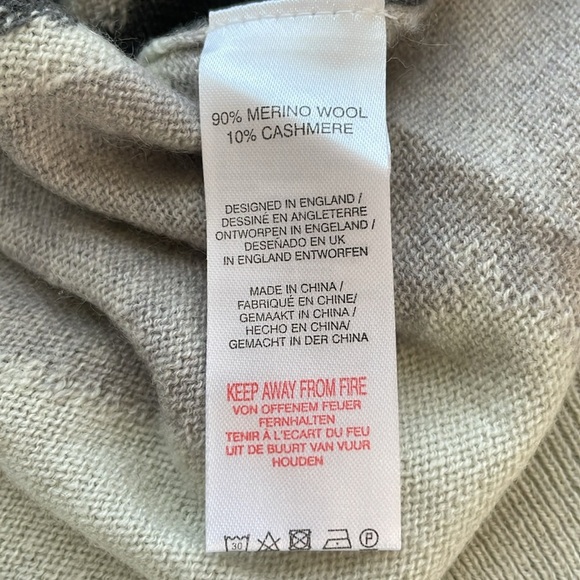 90% MERINO WOOL
10% CASHMERE
DESIGNED IN ENGLAND /
DESSINÉ EN ANGLETERRE
ONTWORPEN IN ENGELAND /
DESEÑADO EN UK
IN ENGLAND ENTWORFEN
MADE IN CHINA /
FABRIQUÉ EN CHINE/
GEMAAKT IN CHINA /
HECHO EN CHINA/
GEMACHT IN DER CHINA
KEEP AWAY FROM FIRE
VON OFFENEM FEUER
FERNHALTEN
TENIR À L'ECART DU FEU
UIT DE BUURT VAN VUUR
HOUDEN
30 P